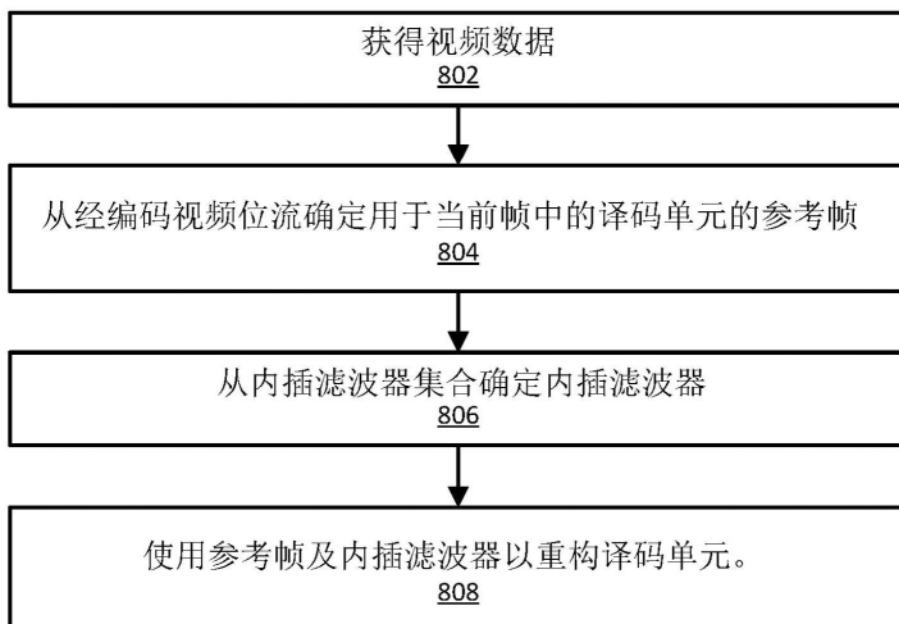 获得视频数据
802
从经编码视频位流确定用于当前帧中的译码单元的参考帧
804
从内插滤波器集合确定内插滤波器
806
使用参考帧及内插滤波器以重构译码单元。
808